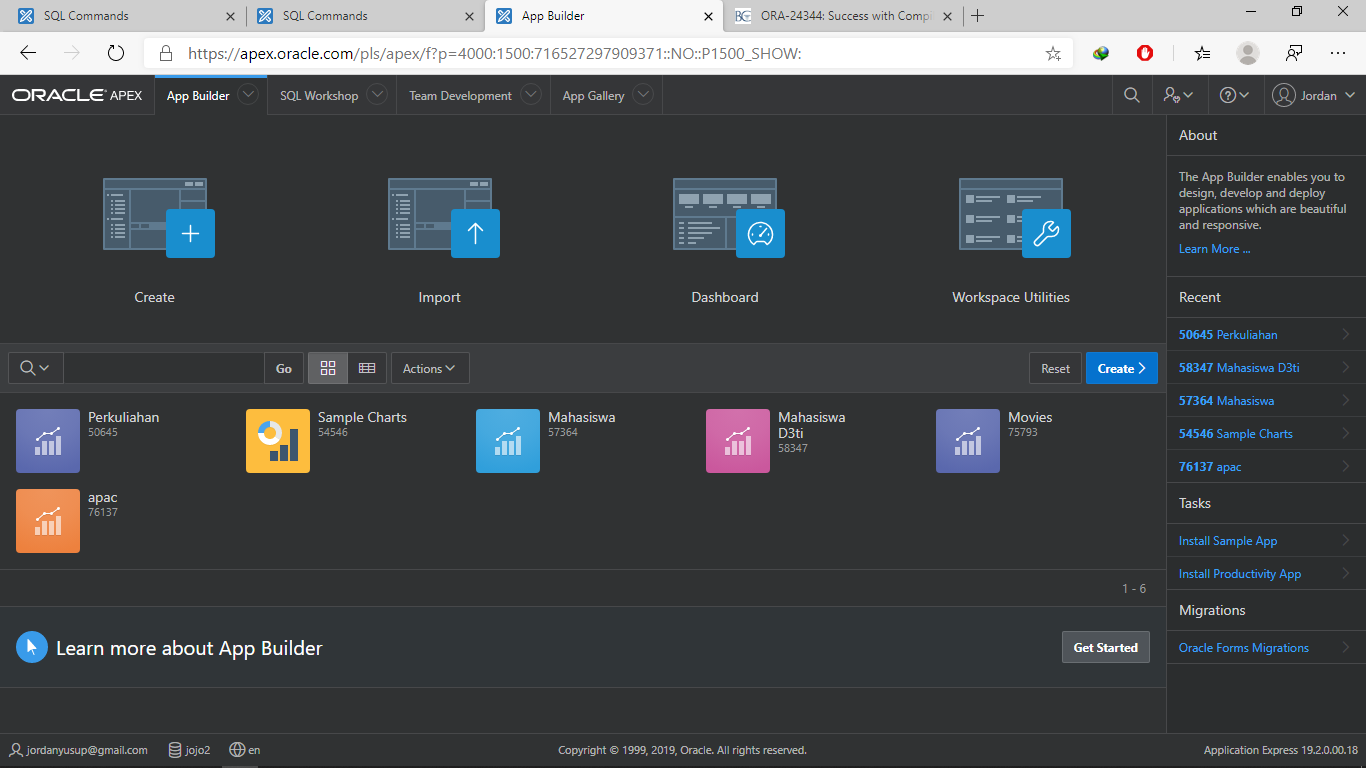 SQL Commands
SQL Commands
App Builder
ORA-24344: Success with Compil
https://apex.oracle.com/pls/apex/f?p=4000:1500:716527297909371::NO::P1500_SHOW:
ORACLE APEX
App Builder
SQL Workshop
Team Development
App Gallery
Jordan
Create
Import
Dashboard
Workspace Utilities
Go
Actions
Reset
Create
Perkuliahan
50645
Sample Charts
54546
Mahasiswa
57364
Mahasiswa
D3ti
58347
Movies
75793
apac
76137
1 - 6
Learn more about App Builder
Get Started
About
The App Builder enables you to
design, develop and deploy
applications which are beautiful
and responsive.
Learn More ...
Recent
50645 Perkuliahan
58347 Mahasiswa D3ti
57364 Mahasiswa
54546 Sample Charts
76137 apac
Tasks
Install Sample App
Install Productivity App
Migrations
Oracle Forms Migrations
jordanyusup@gmail.com
jojo2
en
Copyright © 1999, 2019, Oracle. All rights reserved.
Application Express 19.2.0.00.18